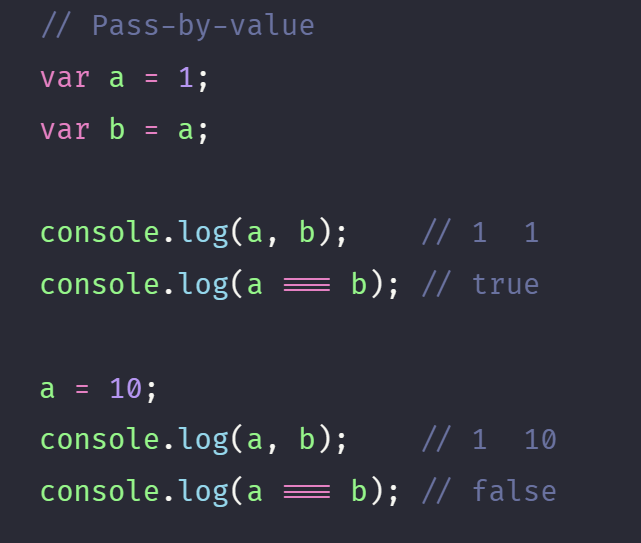 // Pass-by-value
var a = 1;
var b = a;
console.log(a, b);    // 1  1
console.log(a === b); // true
a = 10;
console.log(a, b);    // 1  10
console.log(a === b); // false